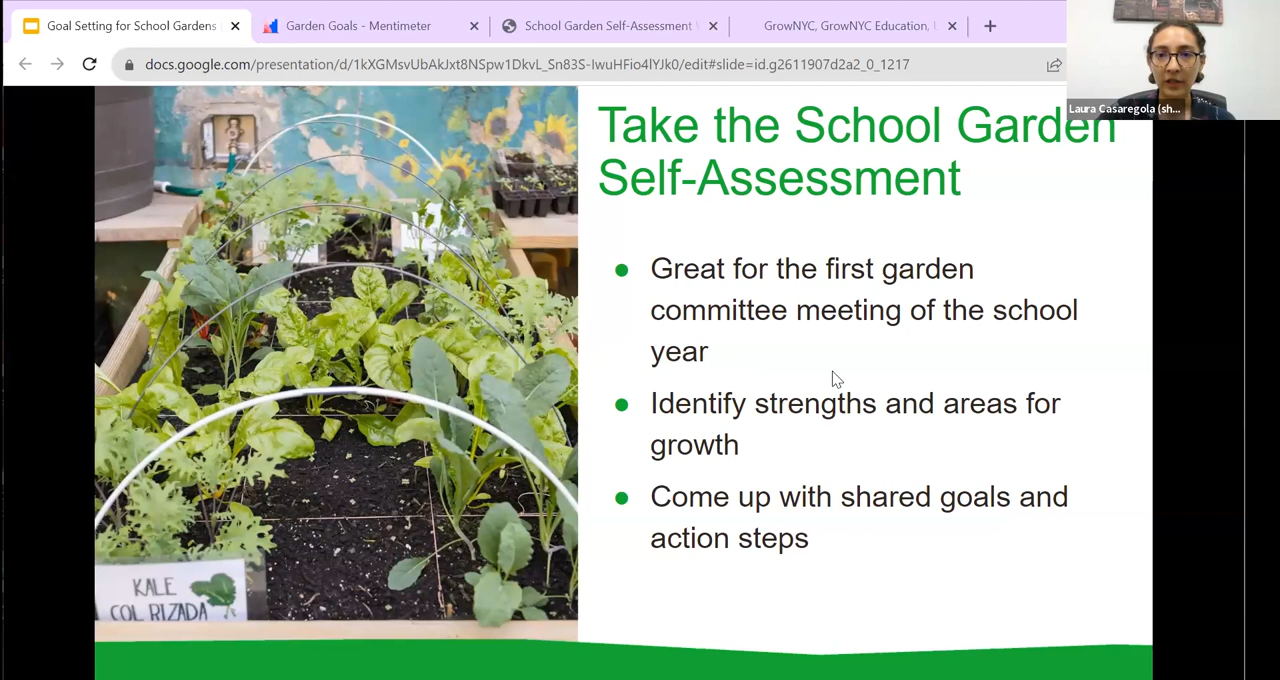 Goal Setting for School Gardens
Garden Goals - Mentimeter
School Garden Self-Assessment
GrowNYC, GrowNYC Education,
docs.google.com/presentation/d/1kXGMsvUbAkJxt8NSpw1DkvL_Sn83S-IwuHFio4lYJk0/edit#slide=id.g2611907d2a2_0_1217
Laura Casaregola (sh...
Take the School Garden
Self-Assessment
Great for the first garden
committee meeting of the school
year
Identify strengths and areas for
growth
Come up with shared goals and
action steps
KALE
COL RIZADA